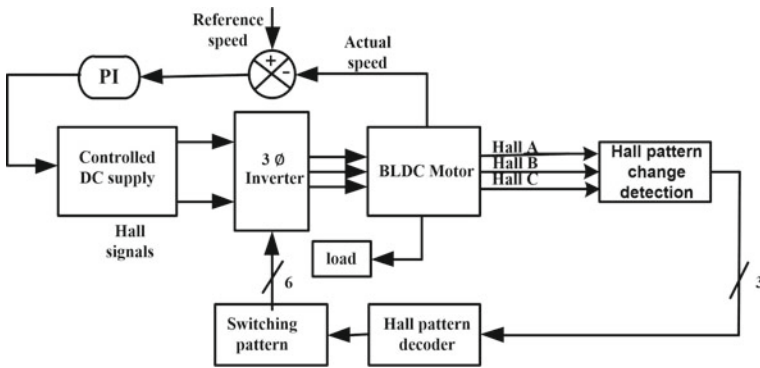 Reference
speed
Actual
speed
+
-
PI
Controlled
DC supply
3 Ø
Inverter
BLDC Motor
Hall A
Hall B
Hall C
Hall pattern
change
detection
Hall
signals
load
6
3
Switching
pattern
Hall pattern
decoder